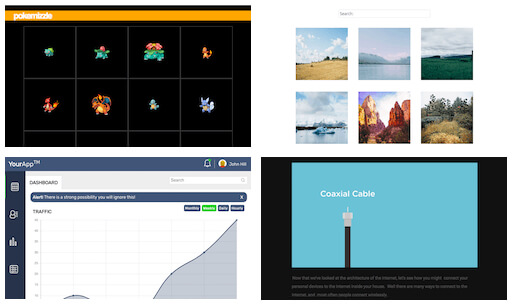 pokemizzle
Search:
YourApp™
John Hill
DASHBOARD
Search
Alert! There is a strong possibility you will ignore this!
X
TRAFFIC
Monthly
Weekly
Daily
Hourly
Coaxial Cable
Now that we've looked at the architecture of the internet, let's see how you might connect your
personal devices to the internet inside your house. Well there are many ways to connect to the
internet, and most often people connect wirelessly.